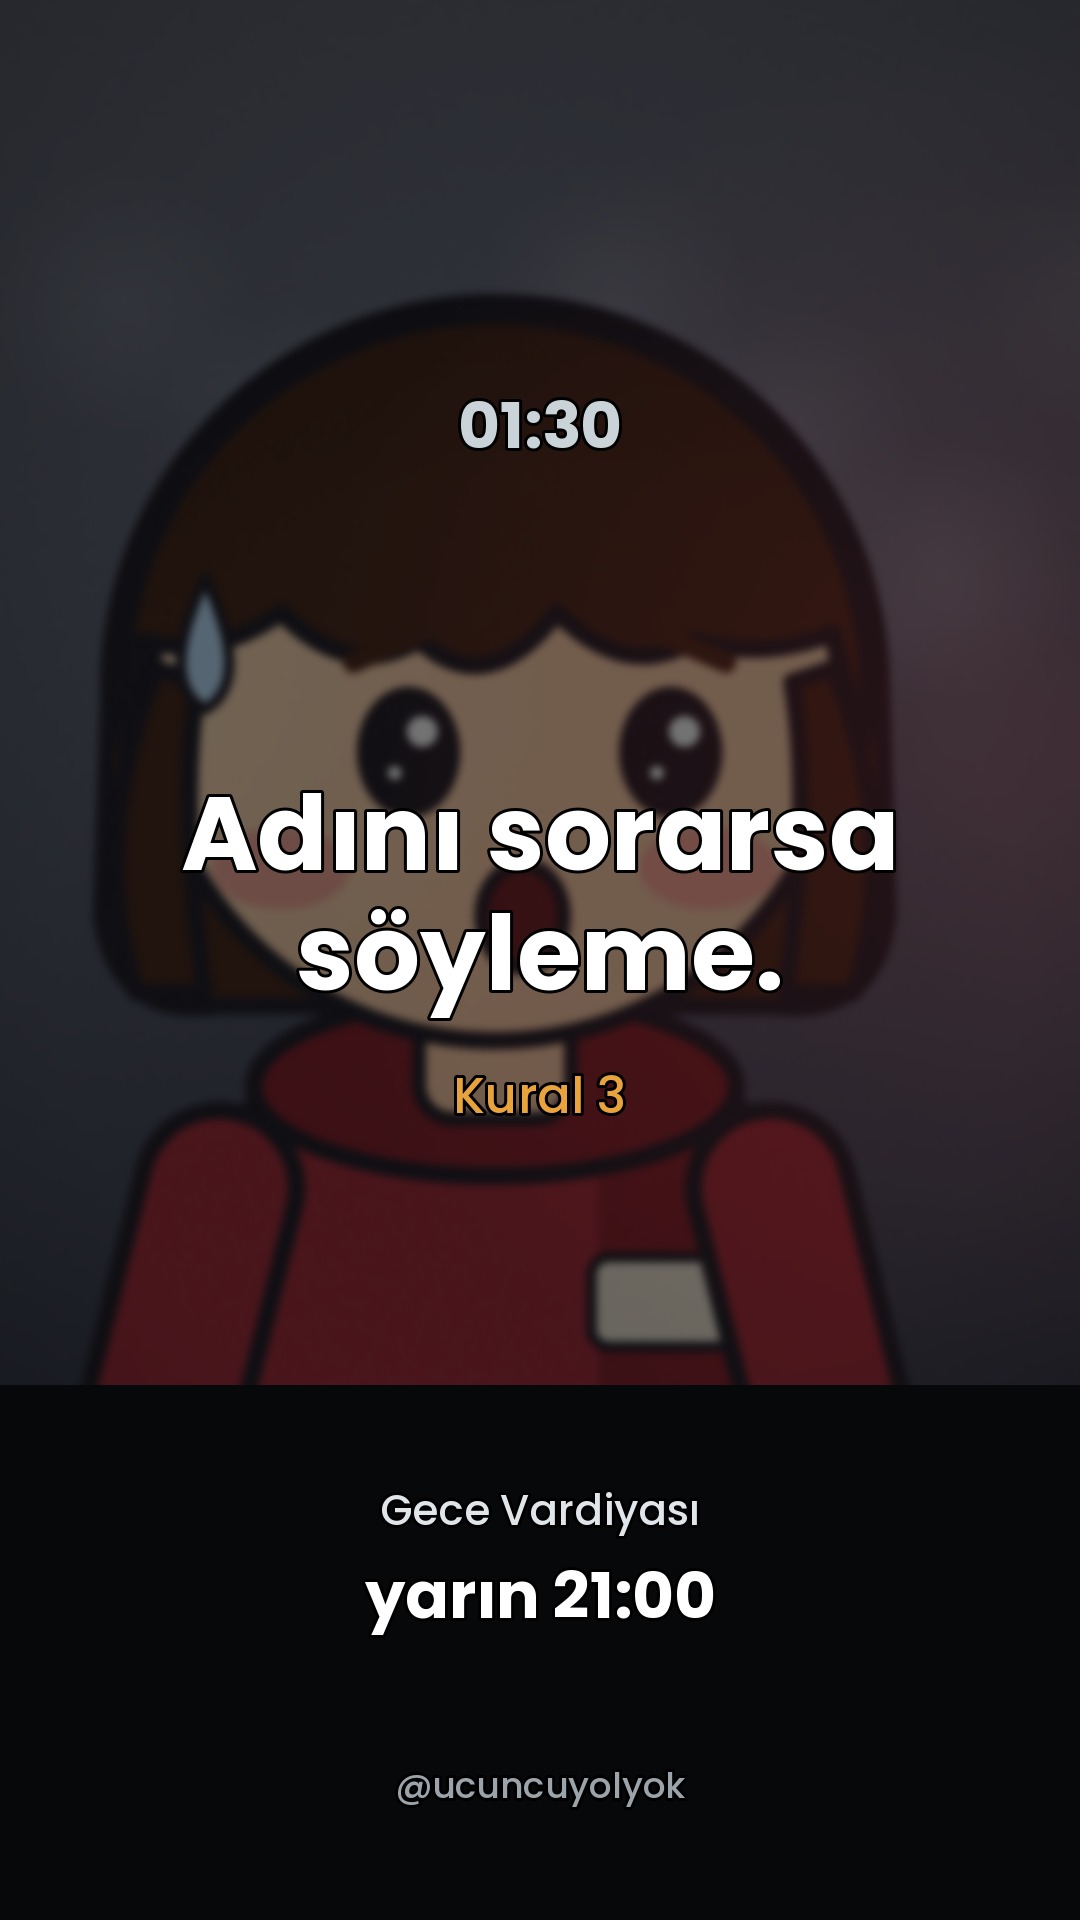 01:30
Adını sorarsa
söyleme.
Kural 3
Gece Vardiyası
yarın 21:00
@ucuncuyolyok